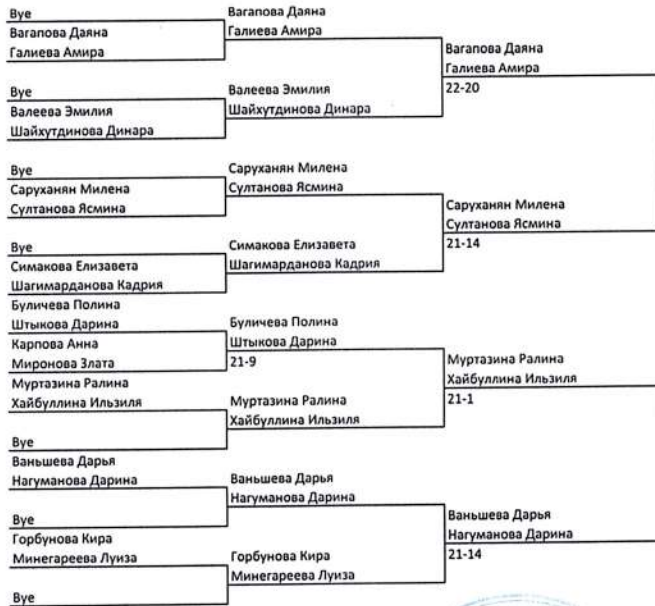 Bye
Вагапова Даяна
Галиева Амира
Bye
Валеева Эмилия
Шайхутдинова Динара
Bye
Саруханян Милена
Султанова Ясмина
Bye
Симакова Елизавета
Шагимарданова Кадрия
Буличева Полина
Штыкова Дарина
Карпова Анна
Миронова Злата
Муртазина Ралина
Хайбуллина Ильзиля
Bye
Ваньшева Дарья
Нагуманова Дарина
Bye
Горбунова Кира
Минегареева Луиза
Bye
Вагапова Даяна
Галиева Амира
Валеева Эмилия
Шайхутдинова Динара
Саруханян Милена
Султанова Ясмина
Симакова Елизавета
Шагимарданова Кадрия
Буличева Полина
Штыкова Дарина
21-9
Муртазина Ралина
Хайбуллина Ильзиля
Ваньшева Дарья
Нагуманова Дарина
Горбунова Кира
Минегареева Луиза
Вагапова Даяна
Галиева Амира
22-20
Саруханян Милена
Султанова Ясмина
21-14
Муртазина Ралина
Хайбуллина Ильзиля
21-1
Ваньшева Дарья
Нагуманова Дарина
21-14